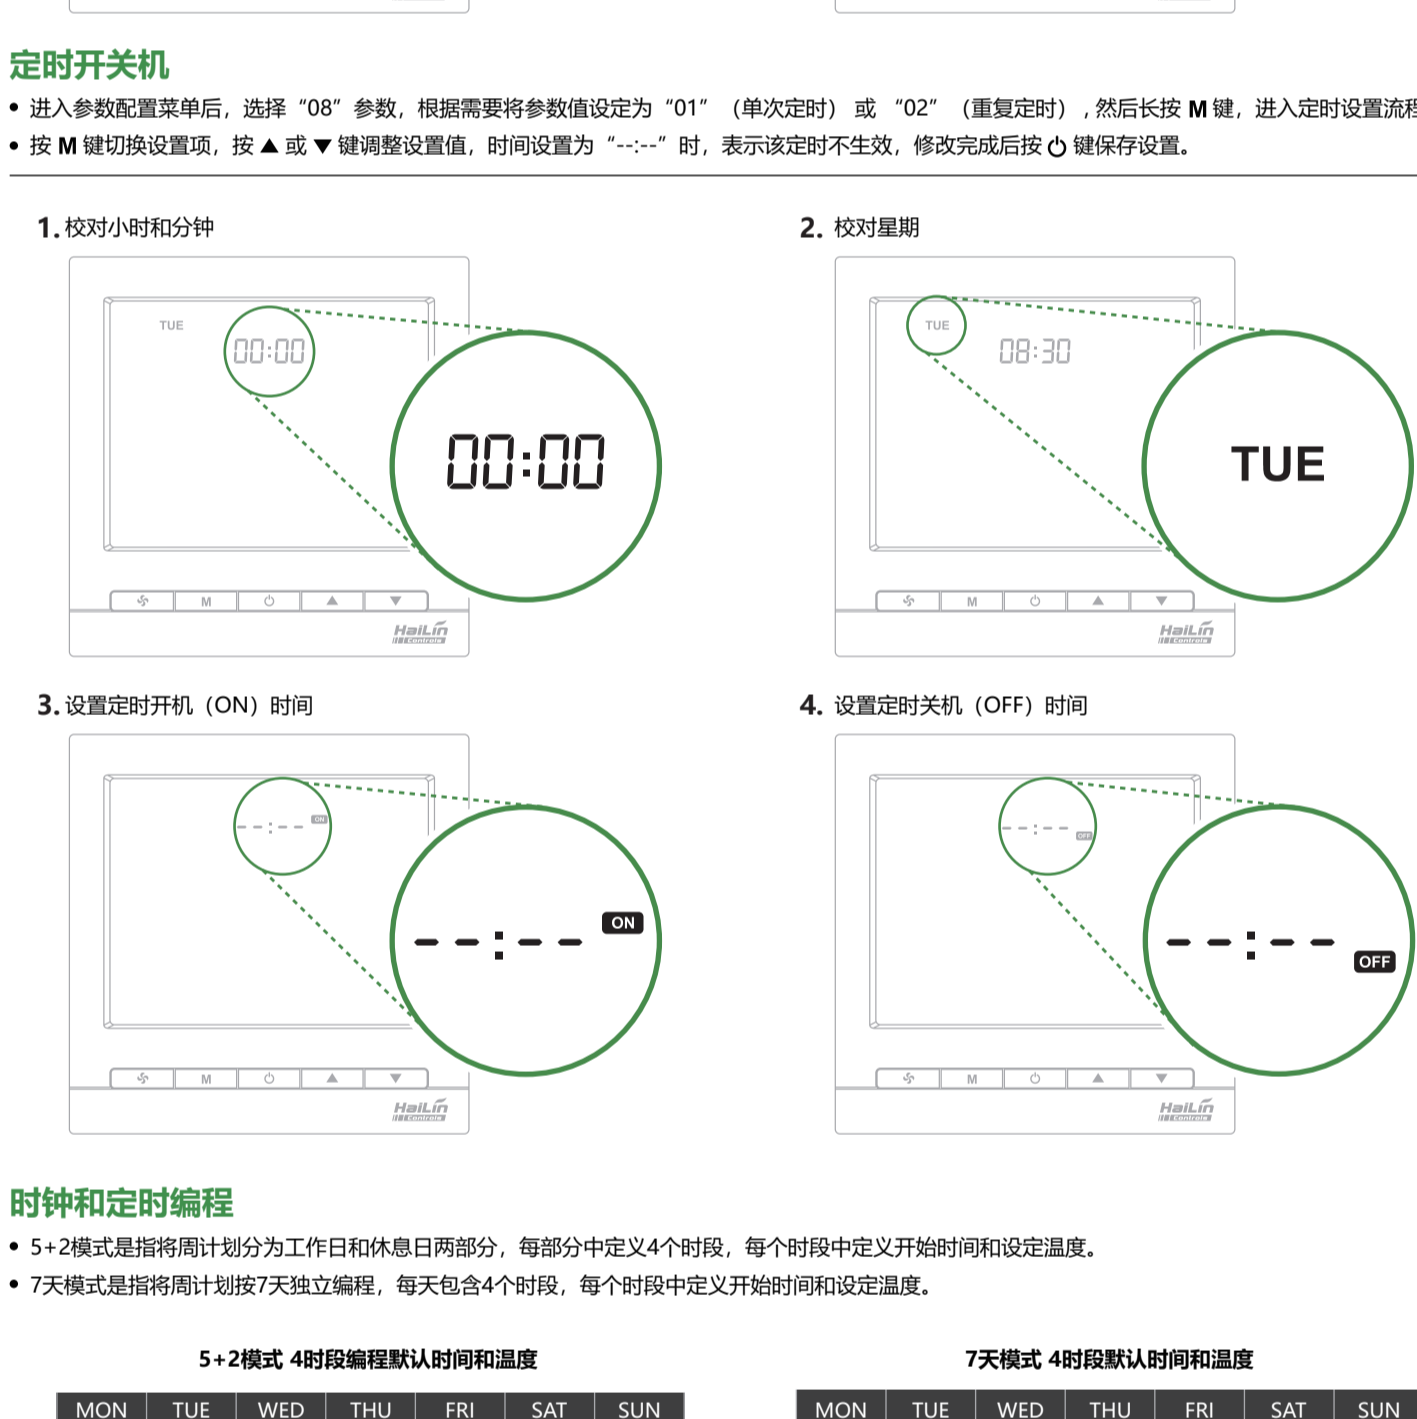 定时开关机
• 进入参数配置菜单后，选择“08”参数，根据需要将参数值设定为“01”（单次定时） 或 “02” （重复定时）, 然后长按 M 键，进入定时设置流程
• 按 M 键切换设置项，按 ▲ 或 ▼ 键调整设置值，时间设置为“--:--”时，表示该定时不生效，修改完成后按 ⏻ 键保存设置。
1. 校对小时和分钟
2. 校对星期
TUE
00:00
00:00
TUE
08:30
TUE
M
HaiLin
Controls
M
HaiLin
Controls
3. 设置定时开机（ON）时间
4. 设置定时关机（OFF）时间
--:-- ON
--:-- ON
--:-- OFF
--:-- OFF
M
HaiLin
Controls
M
HaiLin
Controls
时钟和定时编程
• 5+2模式是指将周计划分为工作日和休息日两部分，每部分中定义4个时段，每个时段中定义开始时间和设定温度。
• 7天模式是指将周计划按7天独立编程，每天包含4个时段，每个时段中定义开始时间和设定温度。
5+2模式 4时段编程默认时间和温度
7天模式 4时段默认时间和温度
MON TUE WED THU FRI SAT SUN
MON TUE WED THU FRI SAT SUN